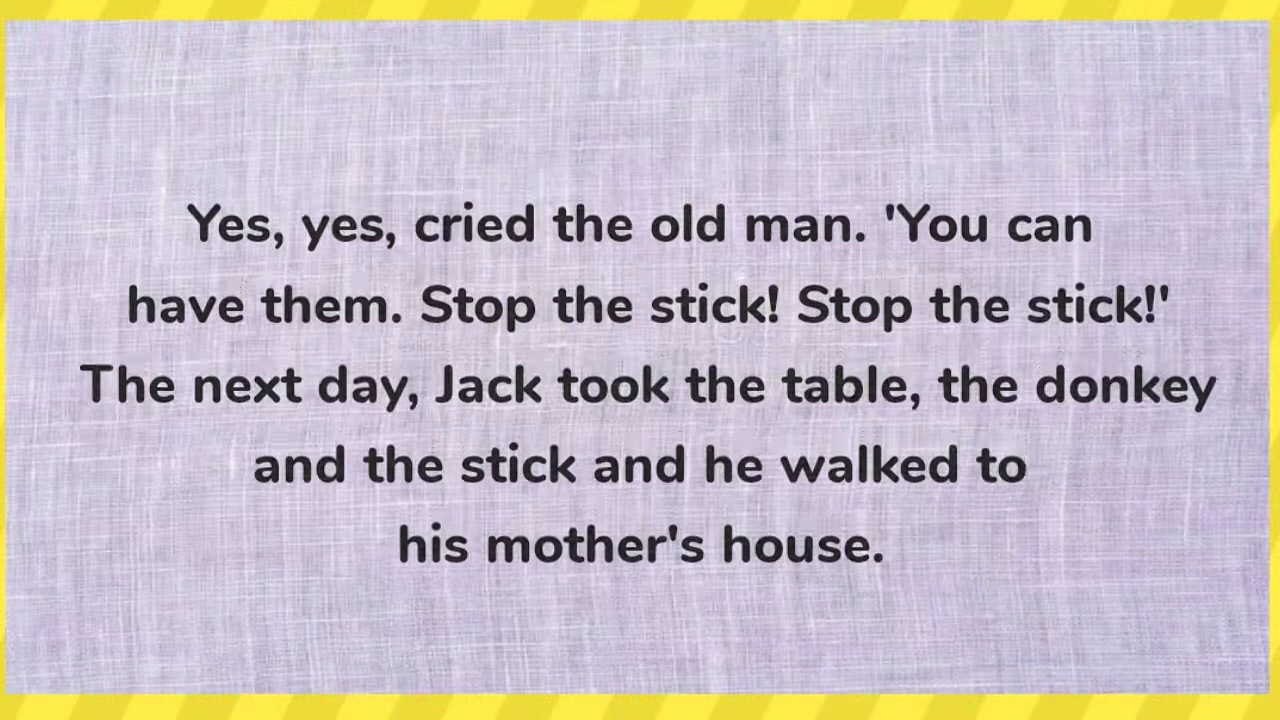 Yes, yes, cried the old man. 'You can
have them. Stop the stick! Stop the stick!'
The next day, Jack took the table, the donkey
and the stick and he walked to
his mother's house.